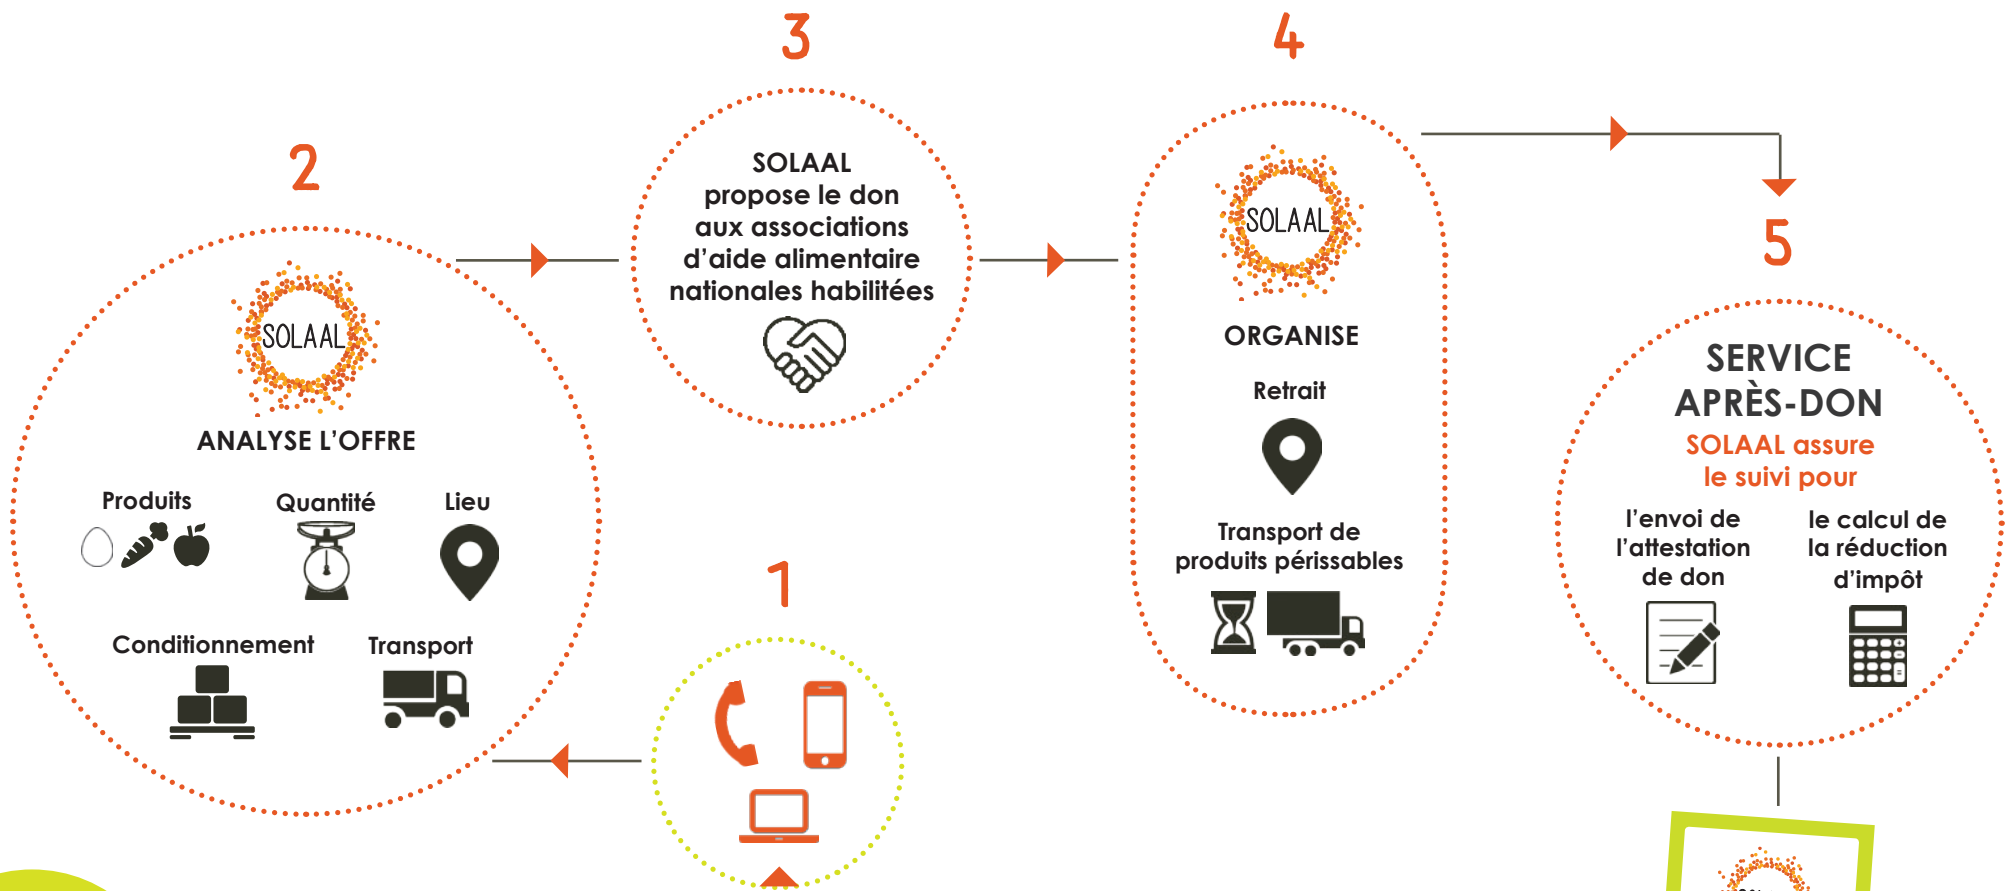 1
2
SOLAAL
ANALYSE L’OFFRE
Produits
Quantité
Lieu
Conditionnement
Transport
3
SOLAAL
propose le don
aux associations
d’aide alimentaire
nationales habilitées
4
SOLAAL
ORGANISE
Retrait
Transport de
produits périssables
5
SERVICE
APRÈS-DON
SOLAAL assure
le suivi pour
l’envoi de
l’attestation
de don
le calcul de
la réduction
d’impôt